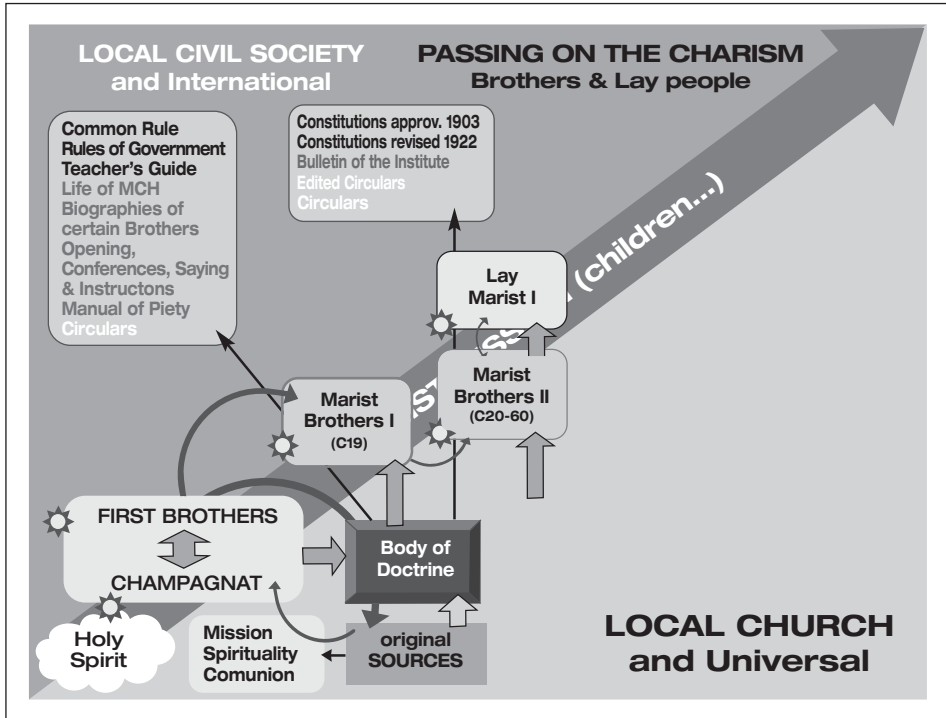 LOCAL CIVIL SOCIETY
and International
PASSING ON THE CHARISM
Brothers & Lay people
Common Rule
Rules of Government
Teacher's Guide
Life of MCH
Biographies of
certain Brothers
Opening,
Conferences, Saying
& Instructons
Manual of Piety
Circulars
Constitutions approv. 1903
Constitutions revised 1922
Bulletin of the Institute
Edited Circulars
Circulars
(children...)
Lay
Marist I
Marist
Brothers II
(C20-60)
Marist
Brothers I
(C19)
FIRST BROTHERS
CHAMPAGNAT
Body of
Doctrine
Holy
Spirit
Mission
Spirituality
Comunion
original
SOURCES
LOCAL CHURCH
and Universal